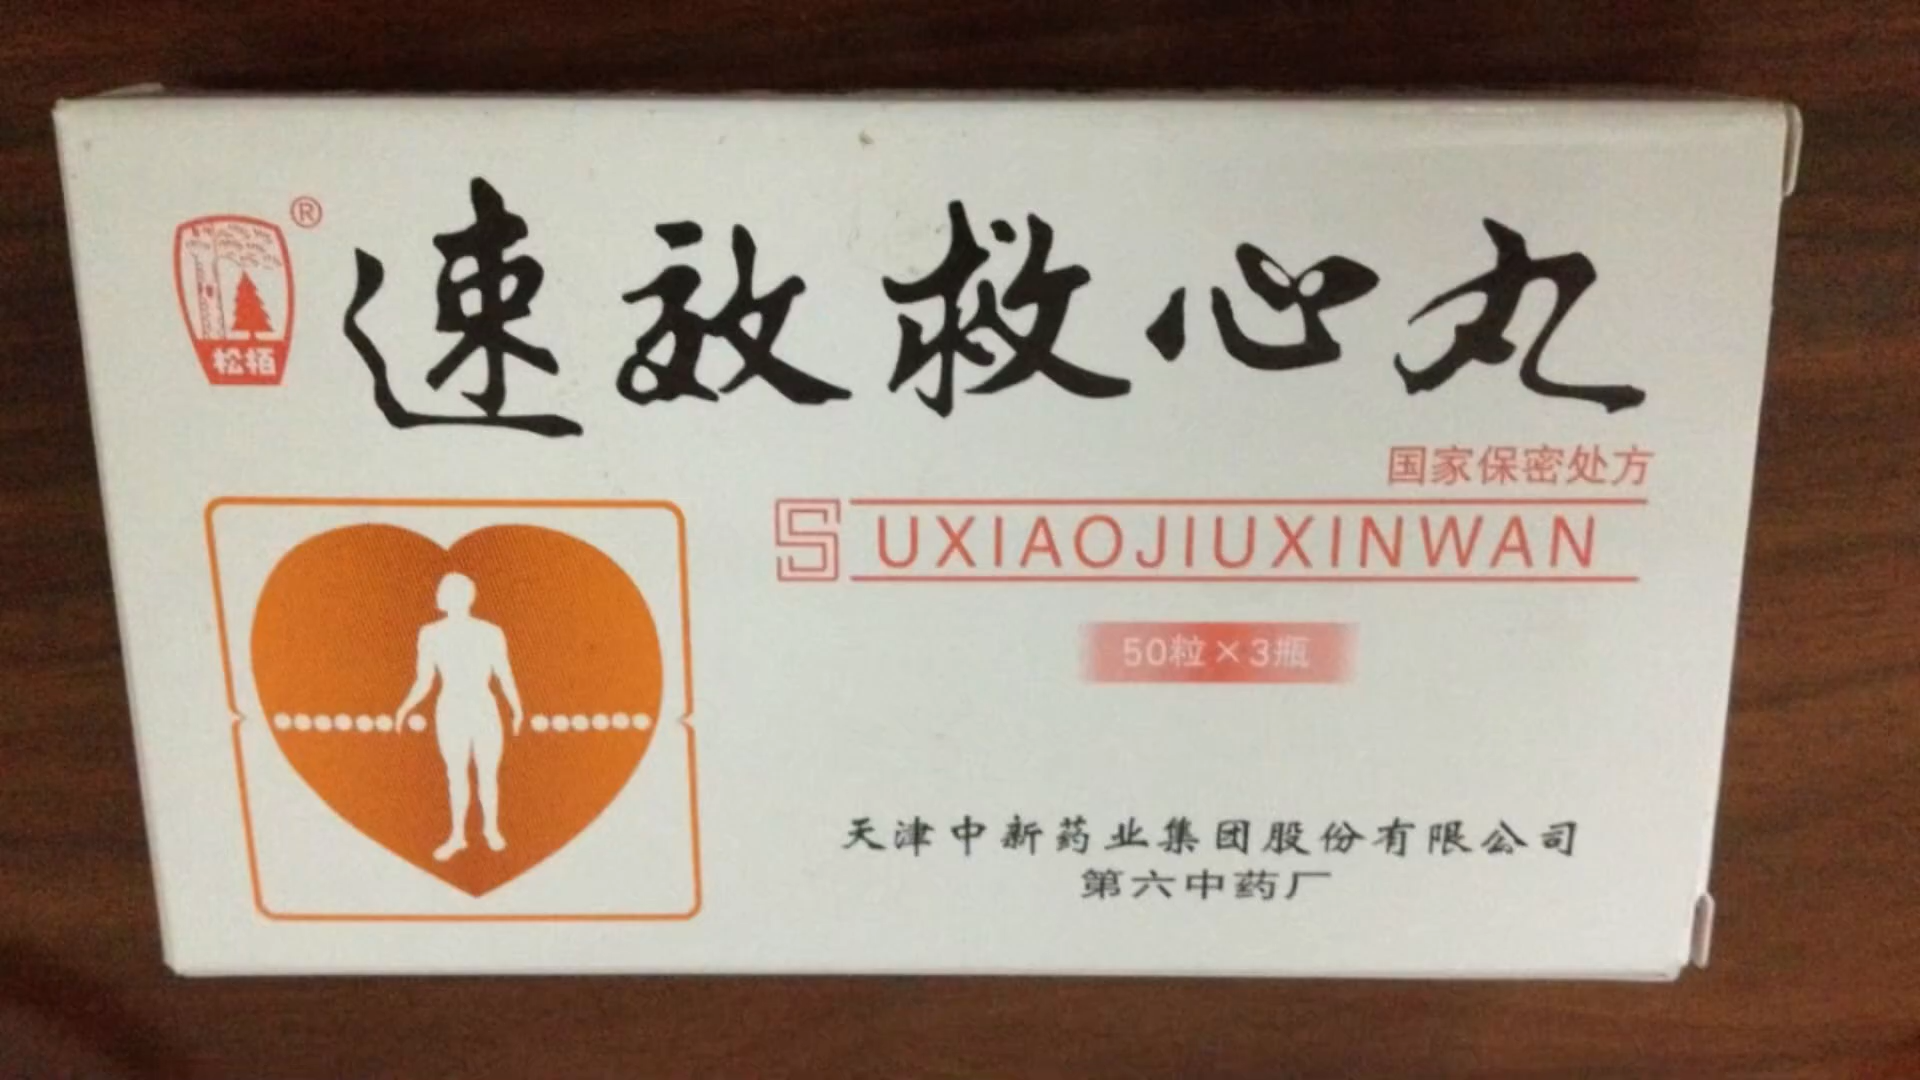 ®
速效救心丸
松栢
国家保密处方
SUXIAOJIUXINWAN
50粒×3瓶
天津中新药业集团股份有限公司
第六中药厂